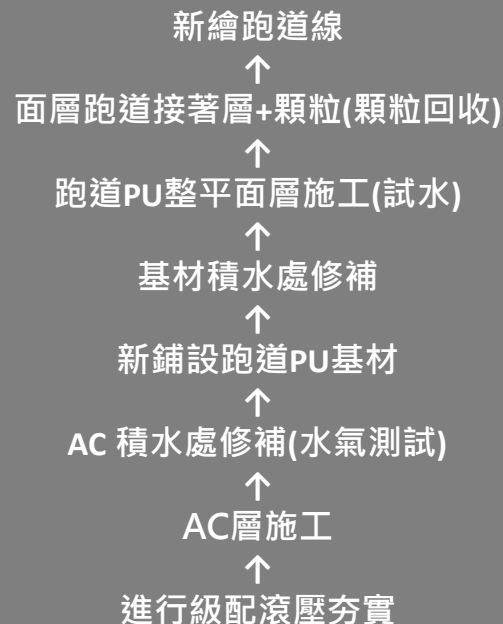 新繪跑道線
↑
面層跑道接著層+顆粒(顆粒回收)
↑
跑道PU整平面層施工(試水)
↑
基材積水處修補
↑
新鋪設跑道PU基材
↑
AC 積水處修補(水氣測試)
↑
AC層施工
↑
進行級配滾壓夯實